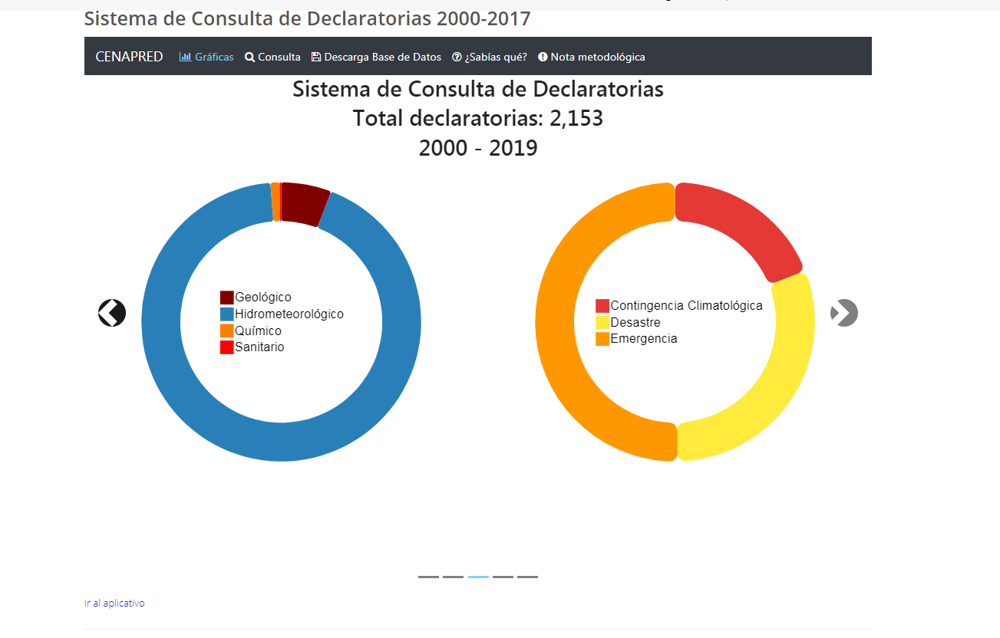 Sistema de Consulta de Declaratorias 2000-2017
CENAPRED Gráficas Consulta Descarga Base de Datos ¿Sabías qué? Nota metodológica
Sistema de Consulta de Declaratorias
Total declaratorias: 2,153
2000 - 2019
Geológico
Hidrometeorológico
Químico
Sanitario
Contingencia Climatológica
Desastre
Emergencia
Ir al aplicativo